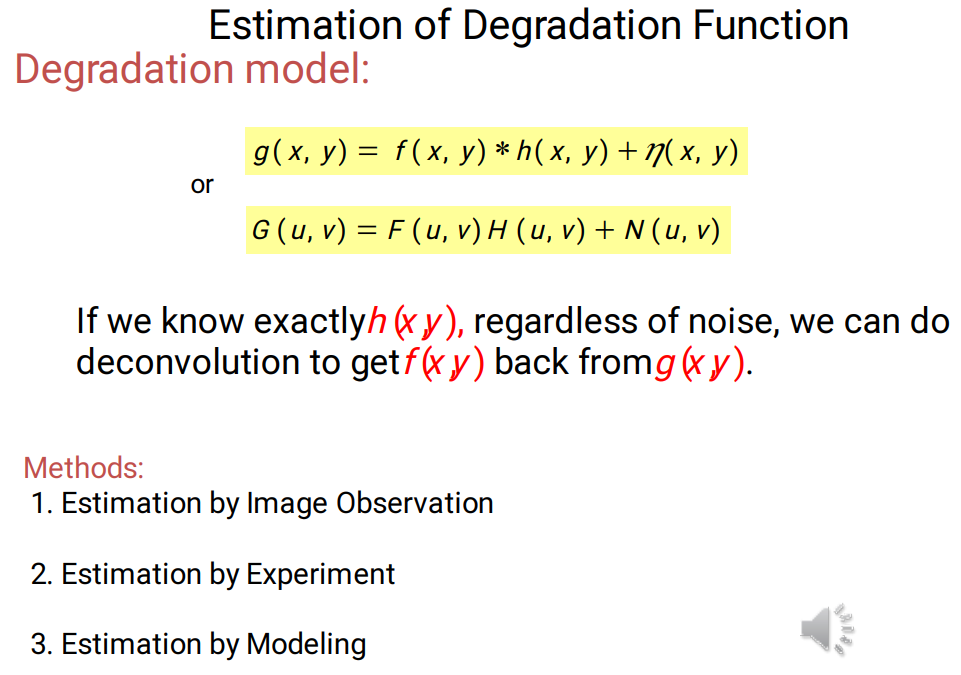 Estimation of Degradation Function
Degradation model:
g(x, y) = f(x, y) * h(x, y) + η(x, y)
or
G(u, v) = F(u, v)H(u, v) + N(u, v)
If we know exactly h(x,y), regardless of noise, we can do
deconvolution to get f(x,y) back from g(x,y).
Methods:
1. Estimation by Image Observation
2. Estimation by Experiment
3. Estimation by Modeling